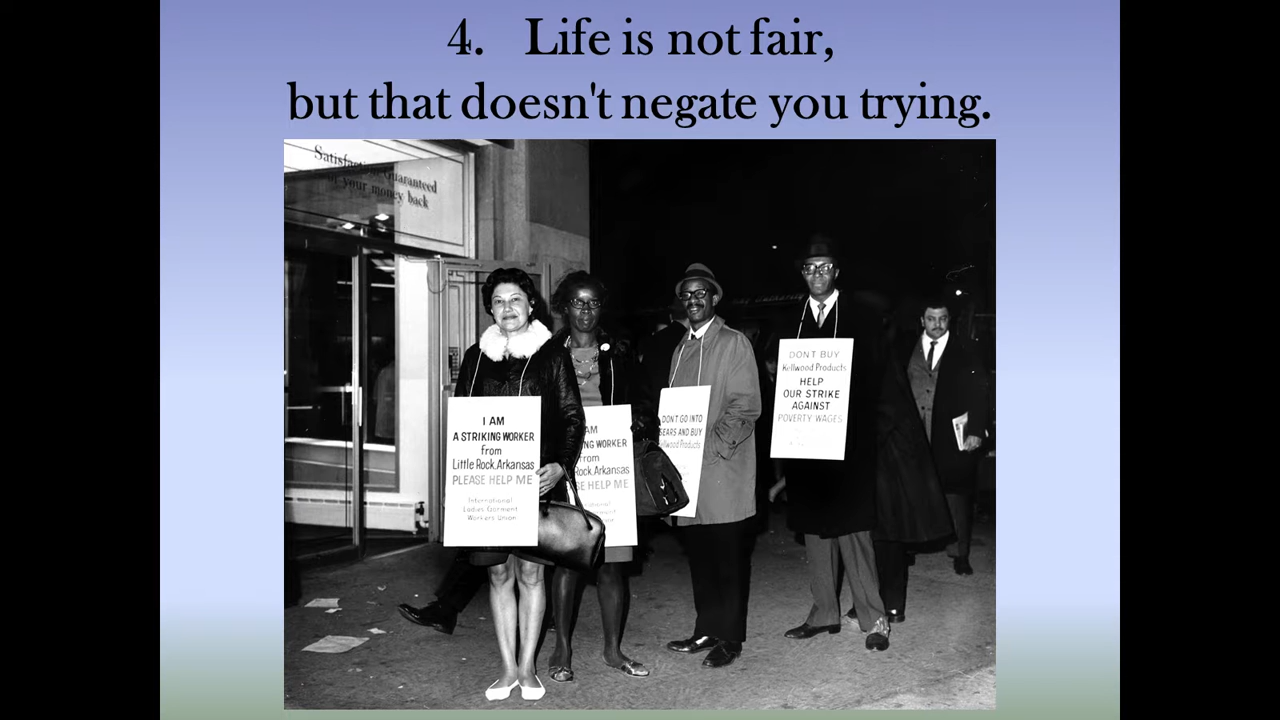 4. Life is not fair,
but that doesn't negate you trying.
Satisfaction Guaranteed
or your money back
I AM
A STRIKING WORKER
from
Little Rock, Arkansas
PLEASE HELP ME
International
Ladies Garment
Workers Union
AM
NG WORKER
from
Rock, Arkansas
SE HELP ME
DON'T GO INTO
SEARS AND BUY
Kellwood Products
DON'T BUY
Kellwood Products
HELP
OUR STRIKE
AGAINST
POVERTY WAGES